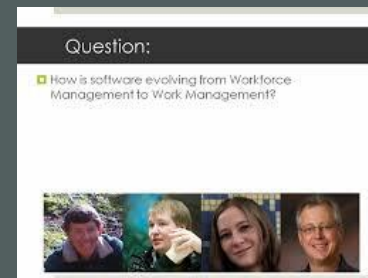 Question:
How is software evolving from Workforce
Management to Work Management?